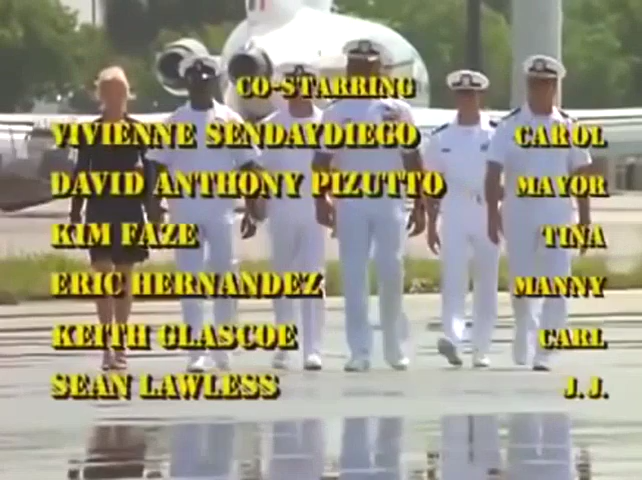 CO-STARRING
VIVIENNE SENDAYDIEGO CAROL
DAVID ANTHONY PIZUTTO MAYOR
KIM FAZE TINA
ERIC HERNANDEZ MANNY
KEITH GLASCOE CARL
SEAN LAWLESS J.J.